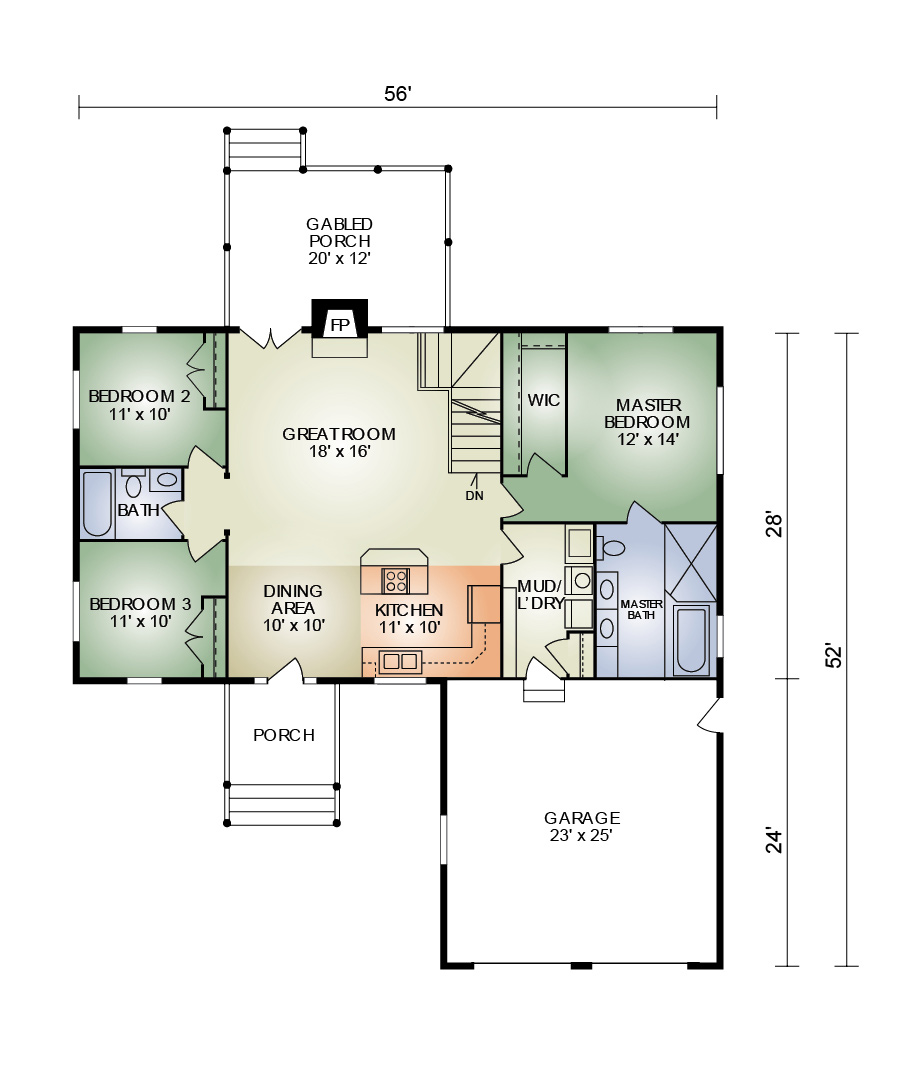 56'
GABLED
PORCH
20' x 12'
FP
BEDROOM 2
11' x 10'
GREATROOM
18' x 16'
WIC
MASTER
BEDROOM
12' x 14'
DN
BATH
28'
BEDROOM 3
11' x 10'
DINING
AREA
10' x 10'
KITCHEN
11' x 10'
MUD/
L'DRY
MASTER
BATH
52'
PORCH
GARAGE
23' x 25'
24'